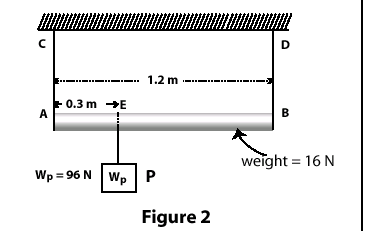 C D
1.2 m
0.3 m E
A B
weight = 16 N
Wp = 96 N Wp P
Figure 2